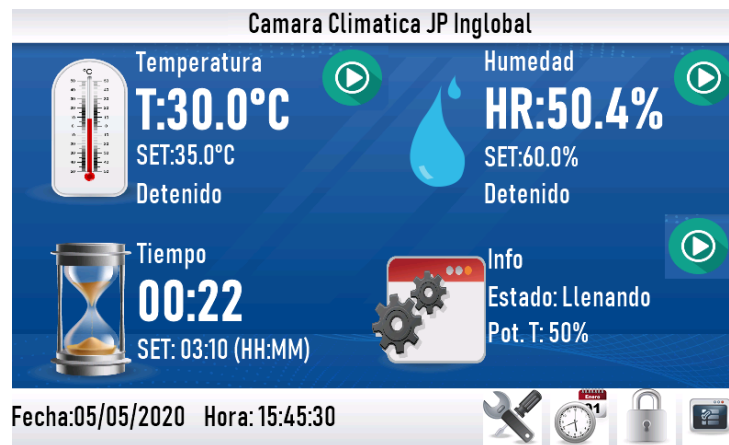 Camara Climatica JP Inglobal
Temperatura
T:30.0°C
SET:35.0°C
Detenido
Humedad
HR:50.4%
SET:60.0%
Detenido
Tiempo
00:22
SET: 03:10 (HH:MM)
Info
Estado: Llenando
Pot. T: 50%
Fecha:05/05/2020 Hora: 15:45:30
Enero
01